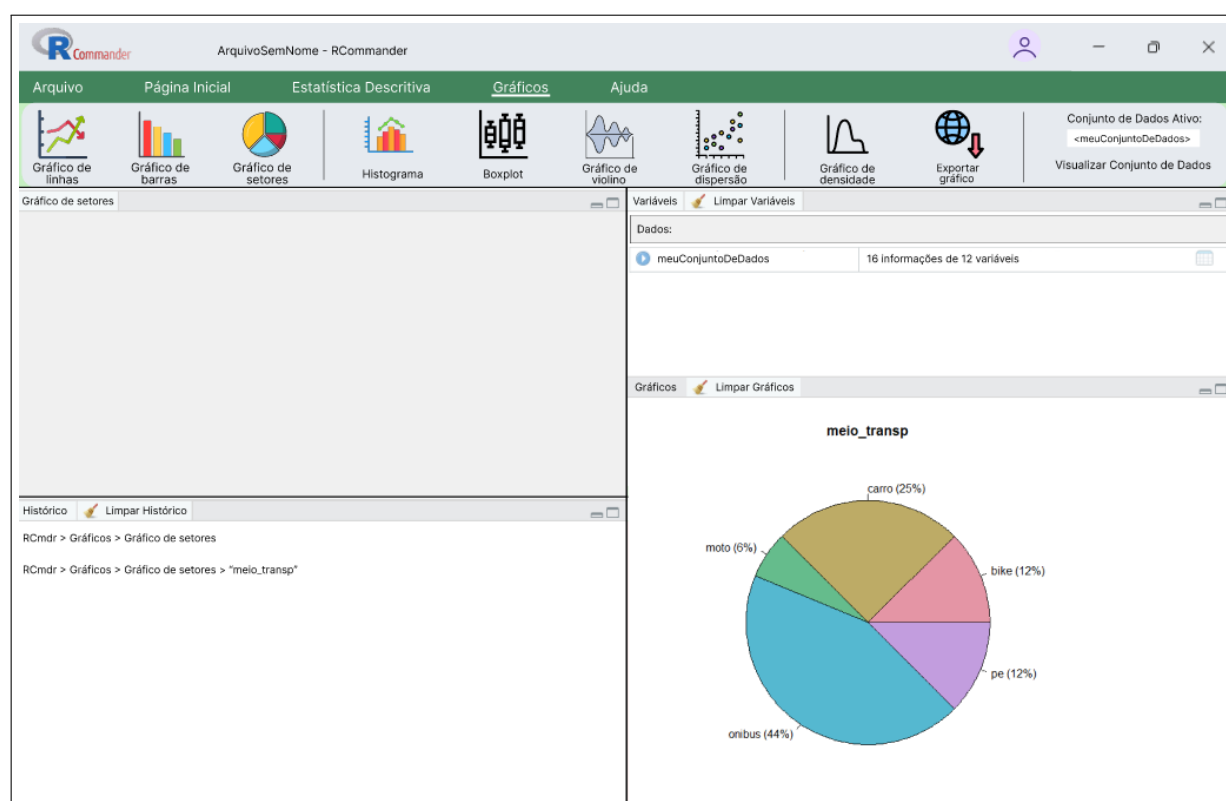 R Commander
ArquivoSemNome - RCommander
Arquivo
Página Inicial
Estatística Descritiva
Gráficos
Ajuda
Gráfico de
linhas
Gráfico de
barras
Gráfico de
setores
Histograma
Boxplot
Gráfico de
violino
Gráfico de
dispersão
Gráfico de
densidade
Exportar
gráfico
Conjunto de Dados Ativo:
<meuConjuntoDeDados>
Visualizar Conjunto de Dados
Gráfico de setores
Variáveis
Limpar Variáveis
Dados:
meuConjuntoDeDados
16 informações de 12 variáveis
Histórico
Limpar Histórico
RCmdr > Gráficos > Gráfico de setores
RCmdr > Gráficos > Gráfico de setores > "meio_transp"
Gráficos
Limpar Gráficos
meio_transp
carro (25%)
moto (6%)
bike (12%)
pe (12%)
onibus (44%)